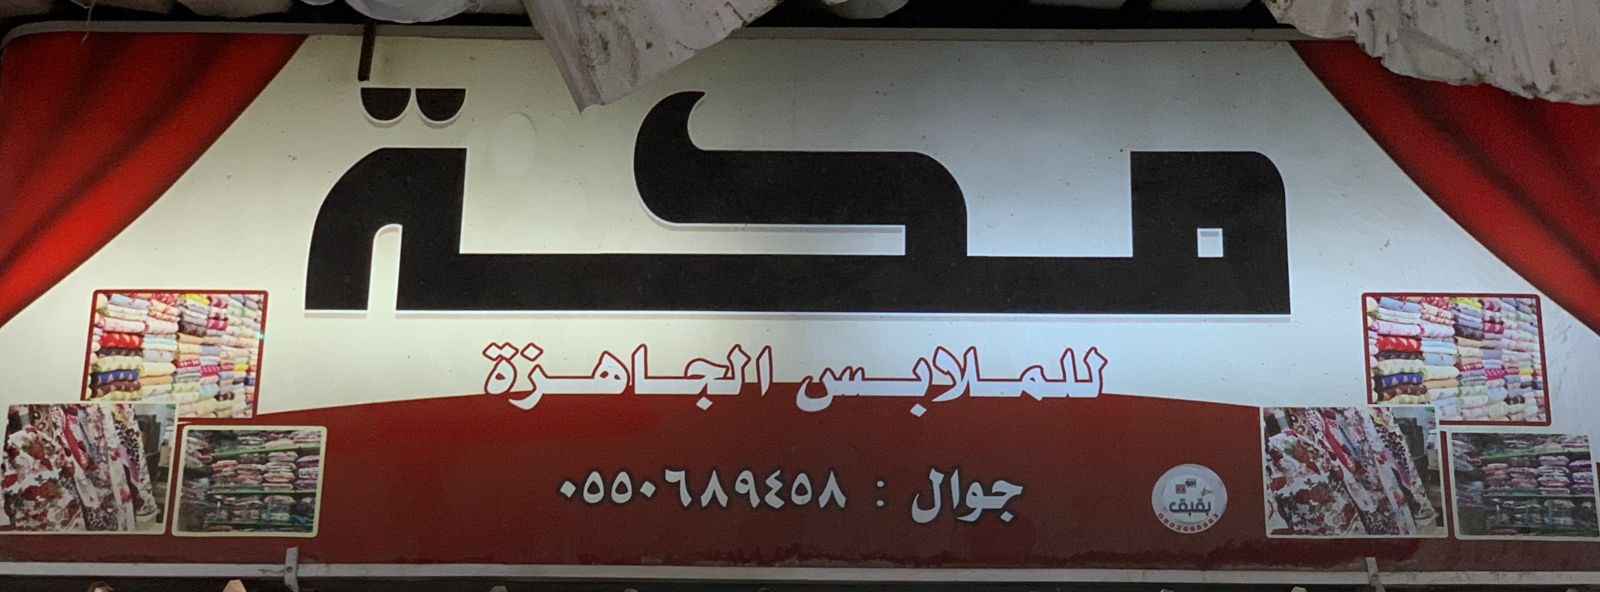 مكة
للملابس الجاهزة
جوال : ٠٥٥٠٦٨٩٤٥٨